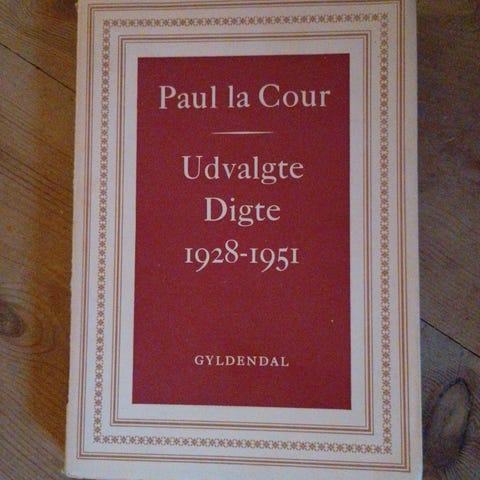 Paul la Cour
Udvalgte
Digte
1928-1951
GYLDENDAL